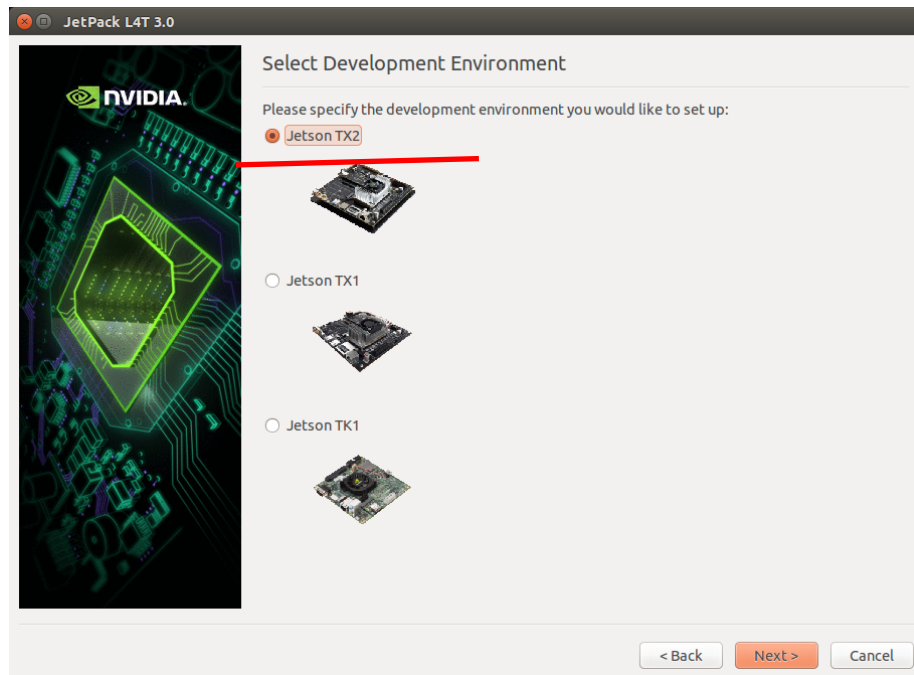 JetPack L4T 3.0
NVIDIA.
Select Development Environment
Please specify the development environment you would like to set up:
Jetson TX2
Jetson TX1
Jetson TK1
< Back
Next >
Cancel